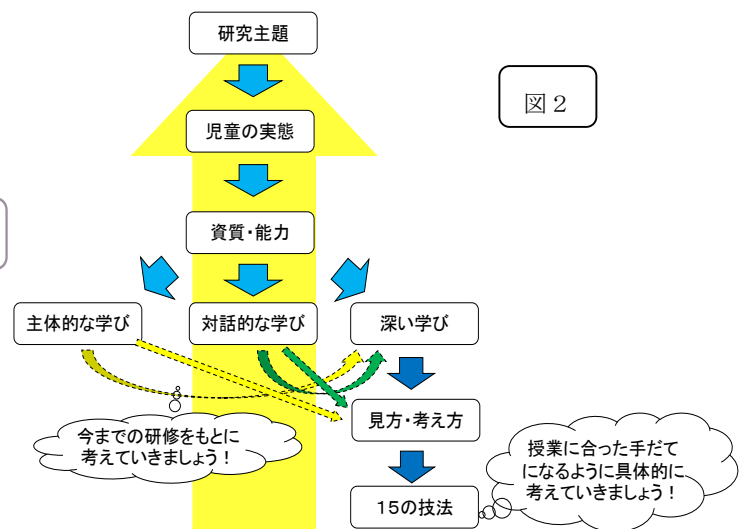 研究主題
図２
児童の実態
資質・能力
主体的な学び
対話的な学び
深い学び
見方・考え方
今までの研修をもとに
考えていきましょう！
授業に合った手だて
になるように具体的に
考えていきましょう！
15の技法